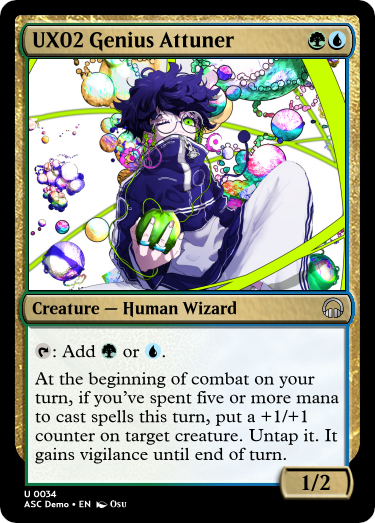 UX02 Genius Attuner
Creature — Human Wizard
: Add or .
At the beginning of combat on your
turn, if you've spent five or more mana
to cast spells this turn, put a +1/+1
counter on target creature. Untap it. It
gains vigilance until end of turn.
1/2
U 0034
ASC Demo • EN Osu